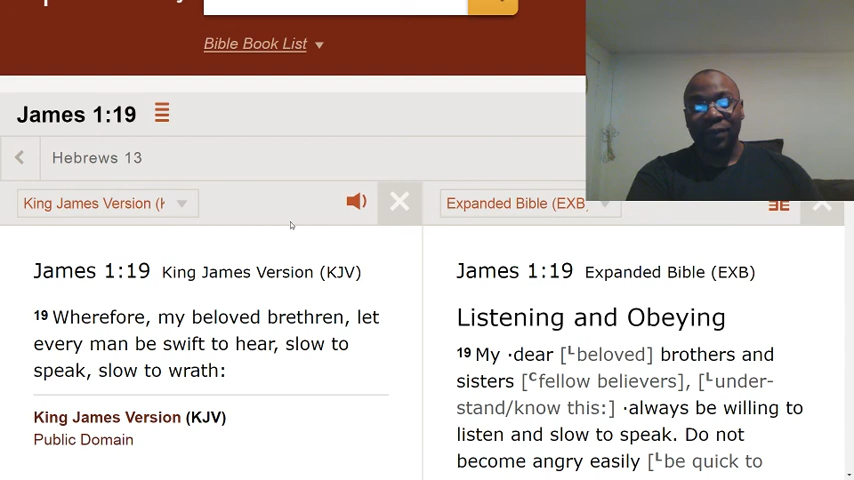 Bible Book List
James 1:19
Hebrews 13
King James Version (K
Expanded Bible (EXB
James 1:19 King James Version (KJV)
19 Wherefore, my beloved brethren, let
every man be swift to hear, slow to
speak, slow to wrath:
King James Version (KJV)
Public Domain
James 1:19 Expanded Bible (EXB)
Listening and Obeying
19 My ·dear [L beloved] brothers and
sisters [C fellow believers], [L under-
stand/know this:] ·always be willing to
listen and slow to speak. Do not
become angry easily [L be quick to